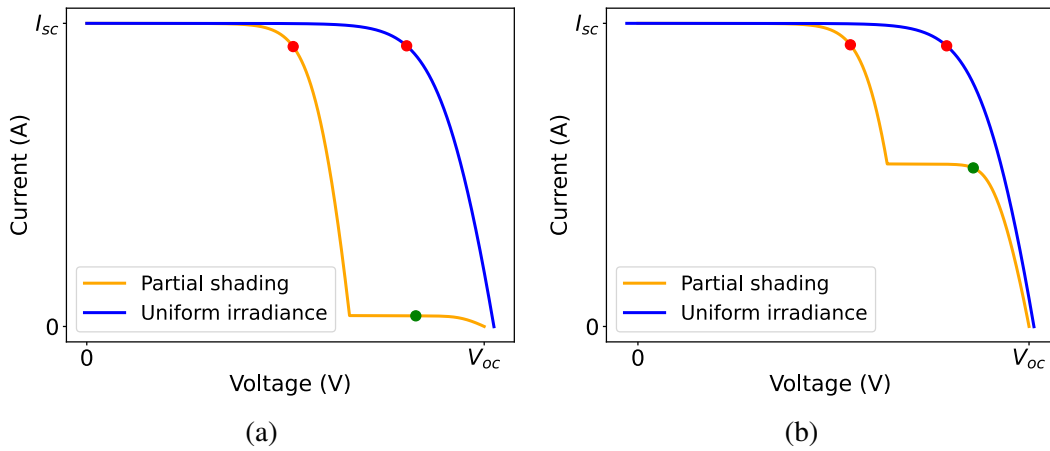 I_sc
Current (A)
Partial shading
Uniform irradiance
0
0
V_oc
Voltage (V)
(a)
I_sc
Current (A)
Partial shading
Uniform irradiance
0
0
V_oc
Voltage (V)
(b)